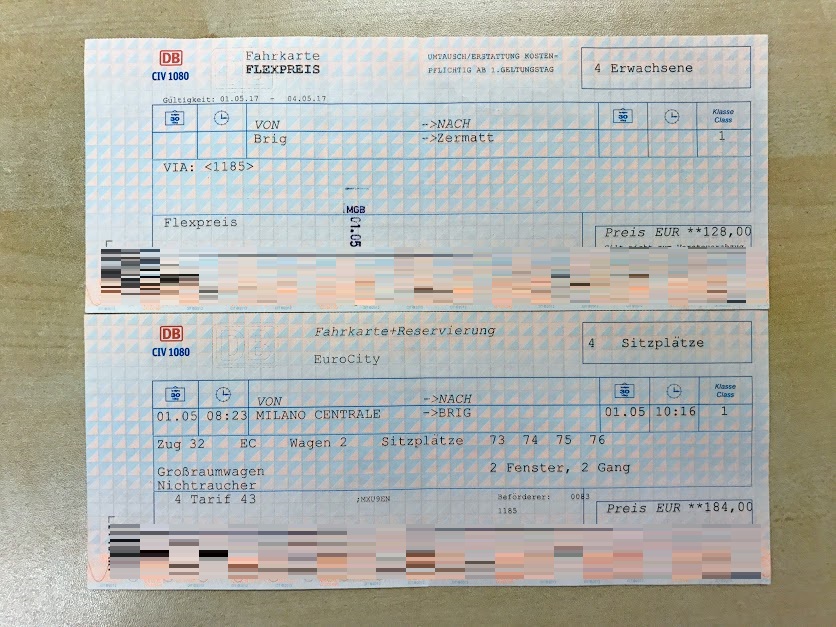 DB
CIV 1080
Fahrkarte
FLEXPREIS
UMTAUSCH/ERSTATTUNG KOSTEN-
PFLICHTIG AB 1.GELTUNGSTAG
4 Erwachsene
Gültigkeit: 01.05.17 - 04.05.17
VON ->NACH
Klasse
Class
Brig ->Zermatt 1
VIA: <1185>
MGB
01.05
Flexpreis
Preis EUR **128,00
DB
CIV 1080
Fahrkarte+Reservierung
EuroCity
4 Sitzplätze
VON ->NACH
Klasse
Class
01.05 08:23 MILANO CENTRALE ->BRIG 01.05 10:16 1
Zug 32 EC Wagen 2 Sitzplätze 73 74 75 76
Großraumwagen 2 Fenster, 2 Gang
Nichtraucher
4 Tarif 43 ;MXU9EN Beförderer: 0083
1185
Preis EUR **184,00